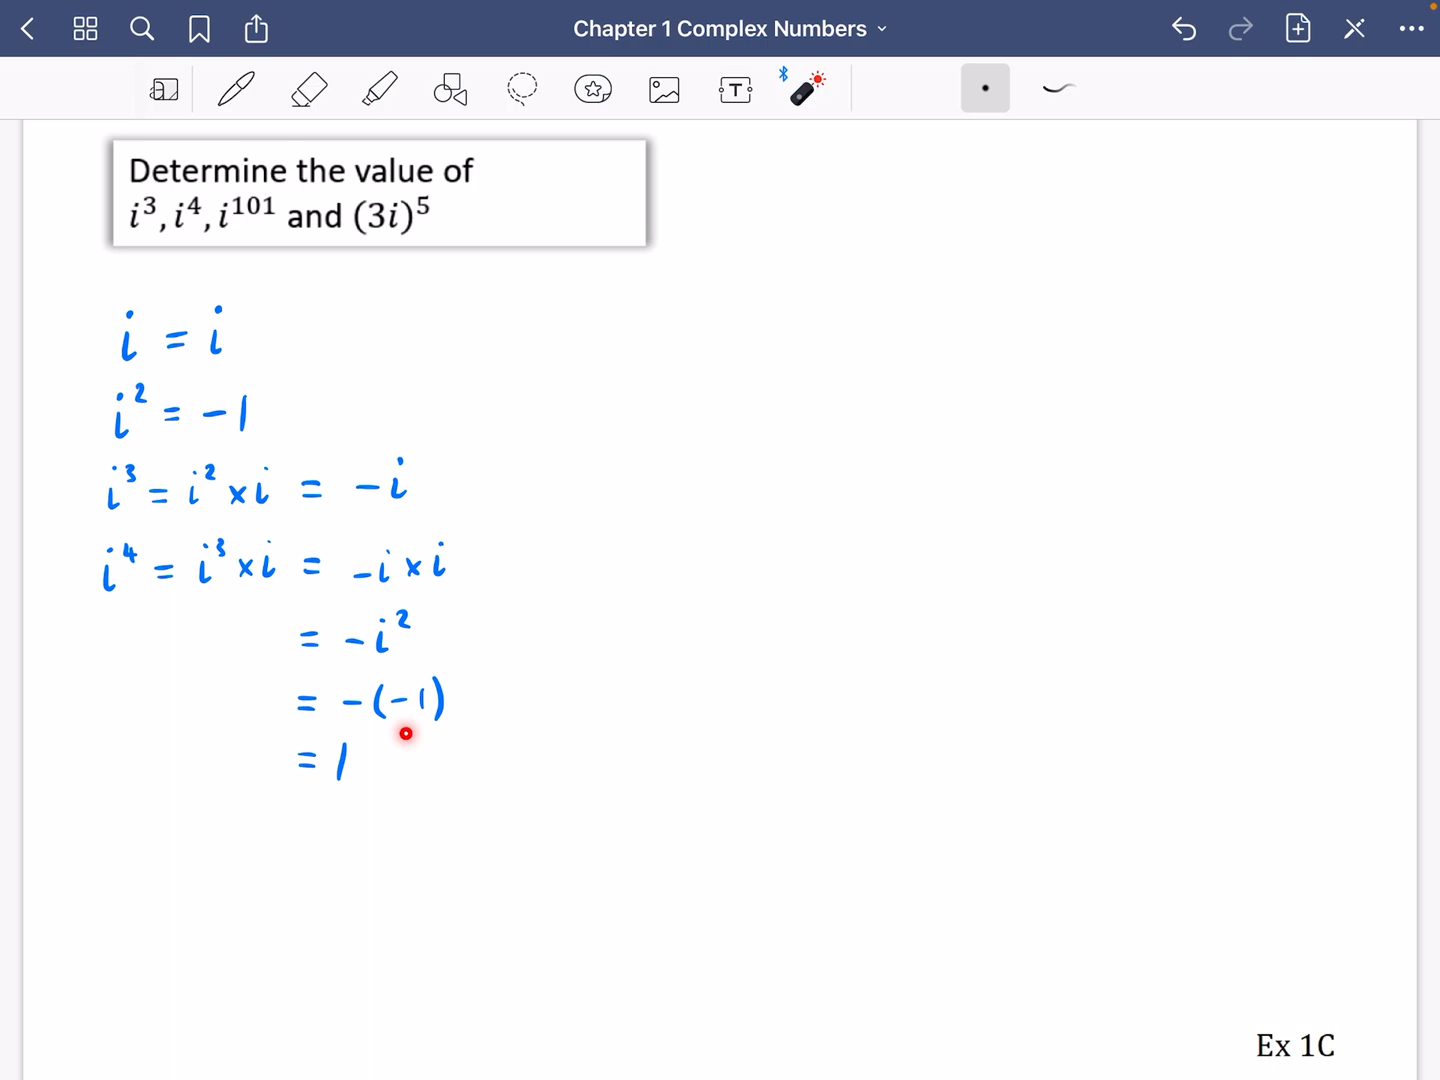 Chapter 1 Complex Numbers
Determine the value of
i³, i⁴, i¹⁰¹ and (3i)⁵
i = i
i² = -1
i³ = i² × i = -i
i⁴ = i³ × i = -i × i
= -i²
= -(-1)
= 1
Ex 1C